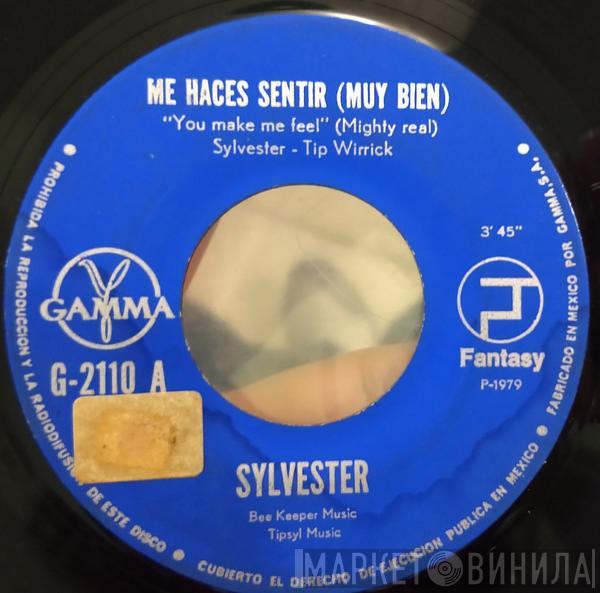 ME HACES SENTIR (MUY BIEN)
"You make me feel" (Mighty real)
Sylvester - Tip Wirrick
3' 45"
GAMMA
G-2110 A
Fantasy
P-1979
SYLVESTER
Bee Keeper Music
Tipsyl Music
PROHIBIDA LA REPRODUCCION Y LA RADIODIFUSION DE ESTE DISCO • CUBIERTO EL DERECHO DE EJECUCION PUBLICA EN MEXICO • FABRICADO EN MEXICO POR GAMMA, S.A. •
МАРКЕТ ВИНИЛА